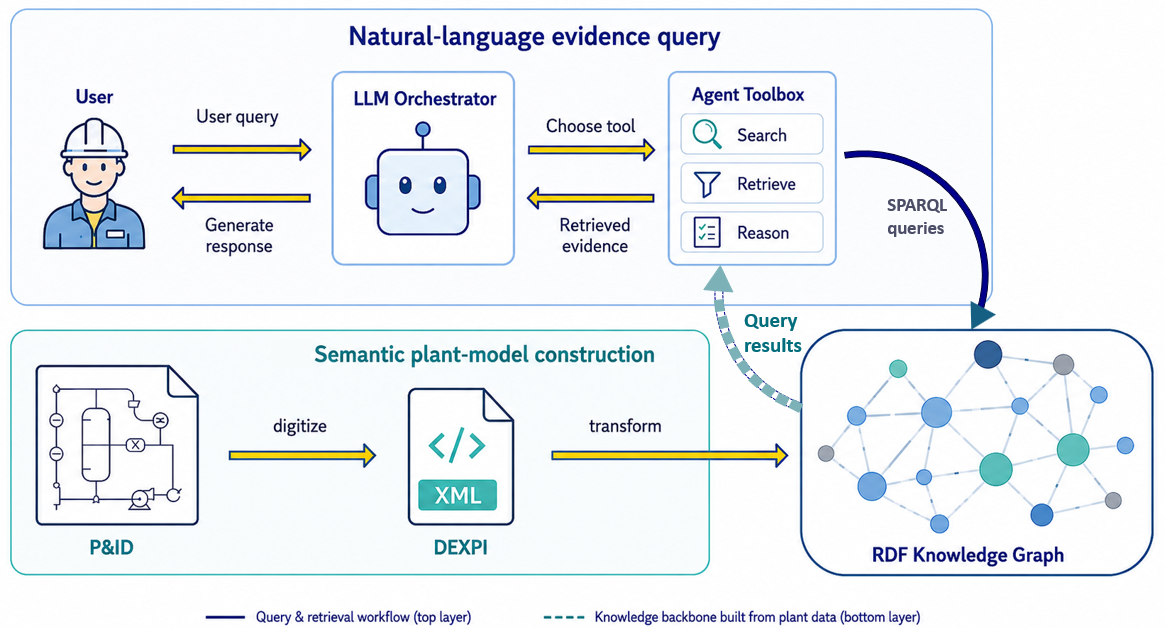 Natural-language evidence query
User
LLM Orchestrator
Agent Toolbox
User query
Generate
response
Choose tool
Retrieved
evidence
Search
Retrieve
Reason
SPARQL
queries
Query
results
Semantic plant-model construction
digitize
transform
</>
XML
X
P&ID
DEXPI
RDF Knowledge Graph
Query & retrieval workflow (top layer)
Knowledge backbone built from plant data (bottom layer)